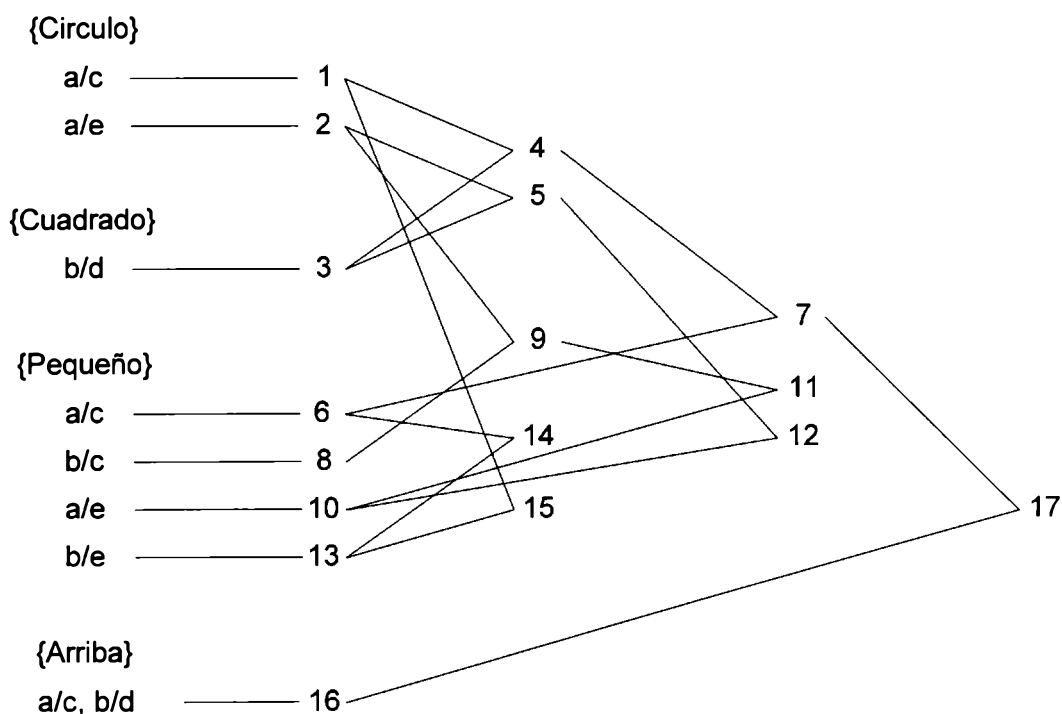 {Circulo}
a/c 1
a/e 2
4
5
{Cuadrado}
b/d 3
7
9
{Pequeño}
11
a/c 6
14 12
b/c 8
a/e 10 15 17
b/e 13
{Arriba}
a/c, b/d 16